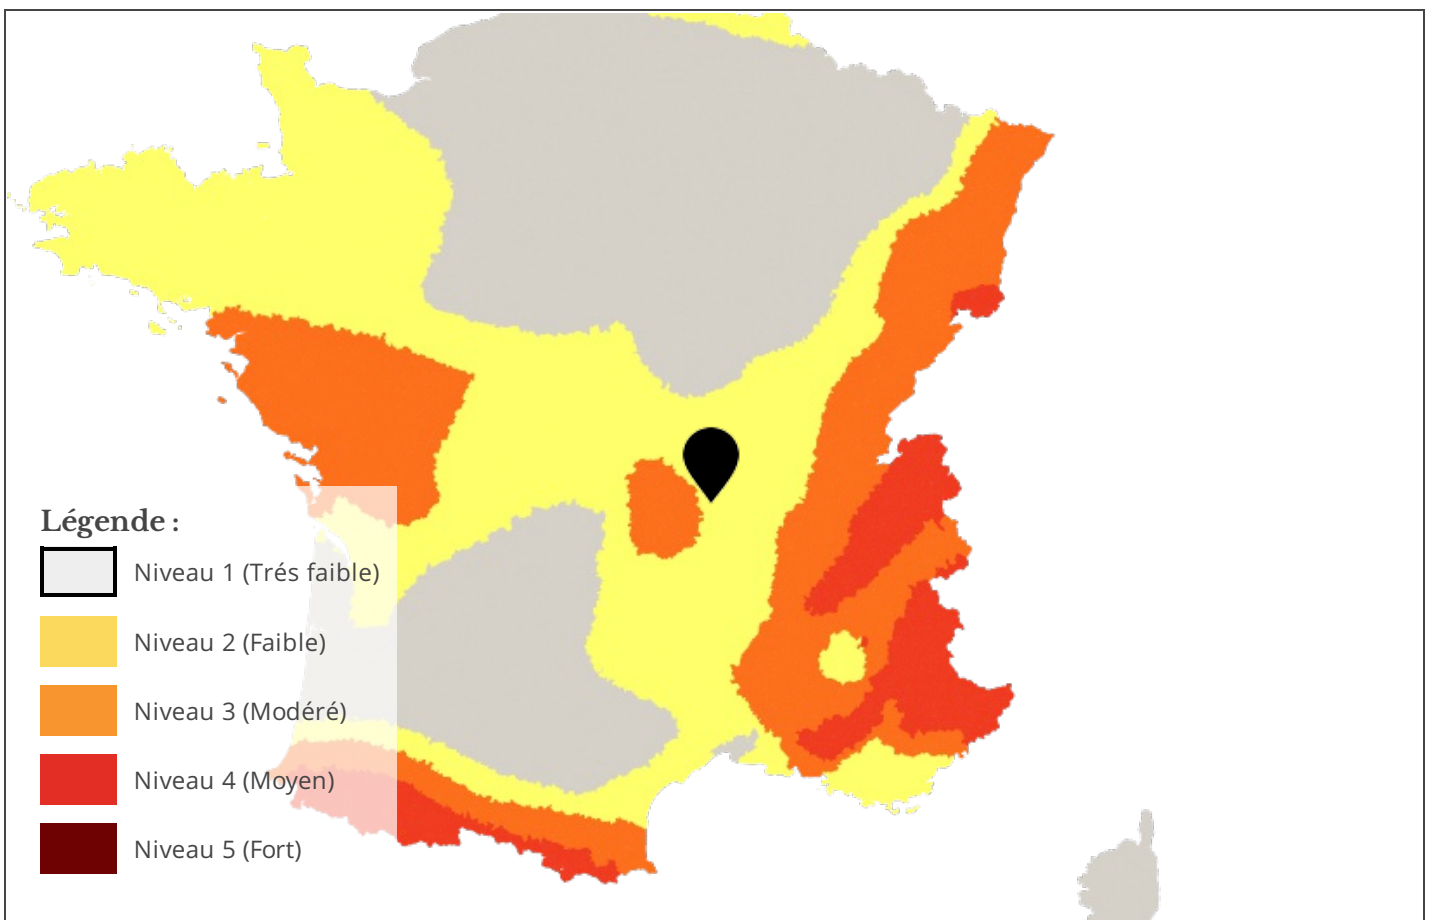 Légende :
Niveau 1 (Trés faible)
Niveau 2 (Faible)
Niveau 3 (Modéré)
Niveau 4 (Moyen)
Niveau 5 (Fort)